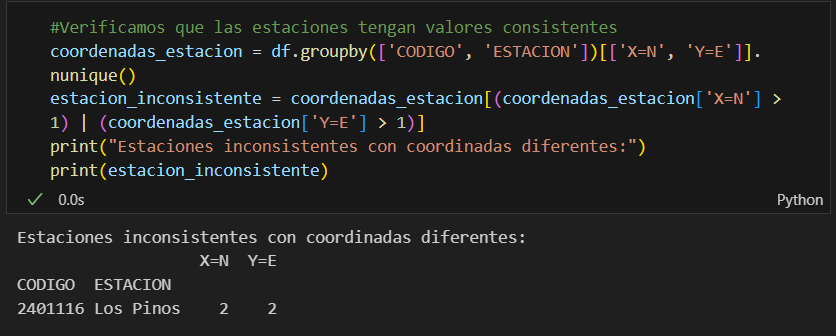 #Verificamos que las estaciones tengan valores consistentes
coordenadas_estacion = df.groupby(['CODIGO', 'ESTACION'])[['X=N', 'Y=E']].
nunique()
estacion_inconsistente = coordenadas_estacion[(coordenadas_estacion['X=N'] >
1) | (coordenadas_estacion['Y=E'] > 1)]
print("Estaciones inconsistentes con coordinadas diferentes:")
print(estacion_inconsistente)
0.0s Python
Estaciones inconsistentes con coordinadas diferentes:
X=N Y=E
CODIGO ESTACION
2401116 Los Pinos 2 2